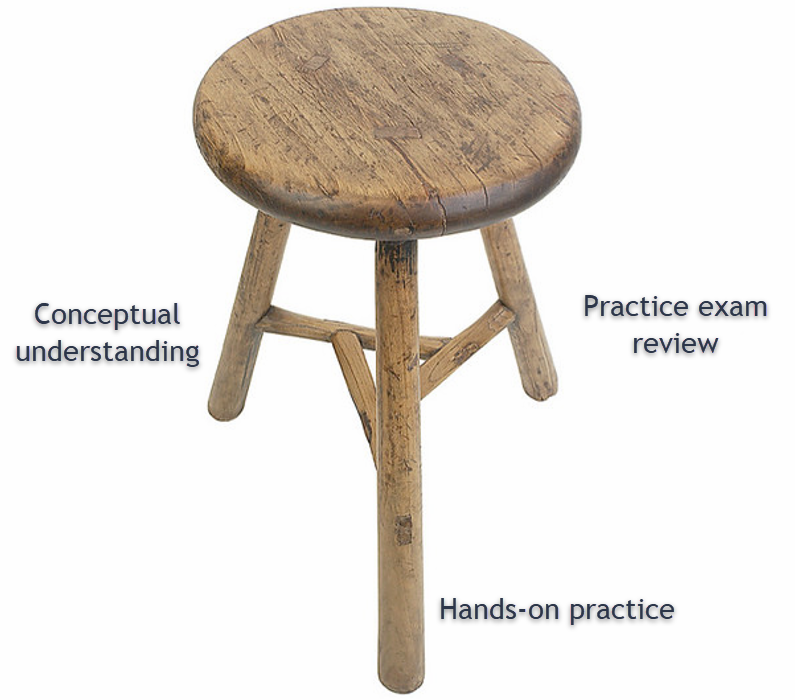 Conceptual
understanding
Practice exam
review
Hands-on practice